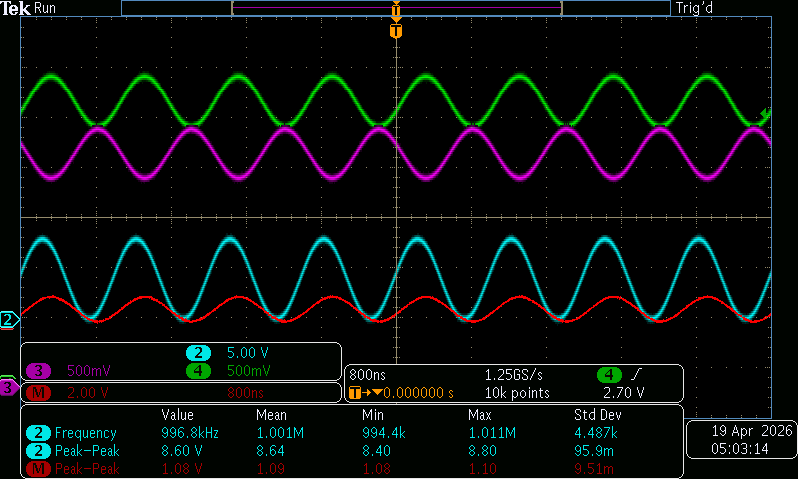 Tek Run Trig'd
T
T
2
2 5.00 V
3 500mV 4 500mV
3
M 2.00 V 800ns
800ns 1.25GS/s 4
T→▼0.000000 s 10k points 2.70 V
Value Mean Min Max Std Dev
2 Frequency 996.8kHz 1.001M 994.4k 1.011M 4.487k
2 Peak-Peak 8.60 V 8.64 8.40 8.80 95.9m
M Peak-Peak 1.08 V 1.09 1.08 1.10 9.51m
19 Apr 2026
05:03:14